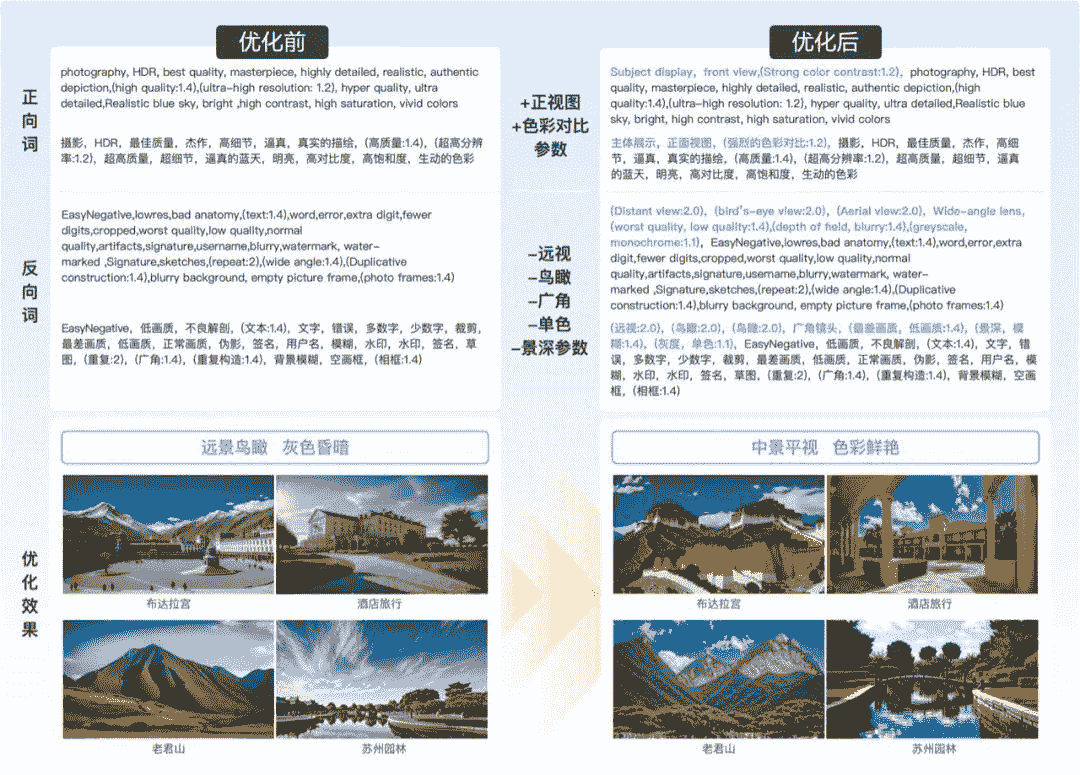 优化前
优化后
正向词
photography, HDR, best quality, masterpiece, highly detailed, realistic, authentic
depiction,(high quality:1.4),(ultra-high resolution: 1.2), hyper quality, ultra
detailed,Realistic blue sky, bright ,high contrast, high saturation, vivid colors
摄影，HDR，最佳质量，杰作，高细节，逼真，真实的描绘，(高质量:1.4)，(超高分辨
率:1.2)，超高质量，超细节，逼真的蓝天，明亮，高对比度，高饱和度，生动的色彩
+正视图
+色彩对比
参数
Subject display，front view,(Strong color contrast:1.2)，photography, HDR, best
quality, masterpiece, highly detailed, realistic, authentic depiction,(high
quality:1.4),(ultra-high resolution: 1.2), hyper quality, ultra detailed,Realistic blue
sky, bright, high contrast, high saturation, vivid colors
主体展示，正面视图，(强烈的色彩对比:1.2)，摄影，HDR，最佳质量，杰作，高细
节，逼真，真实的描绘，(高质量:1.4)，(超高分辨率:1.2)，超高质量，超细节，逼真
的蓝天，明亮，高对比度，高饱和度，生动的色彩
反向词
EasyNegative,lowres,bad anatomy,(text:1.4),word,error,extra digit,fewer
digits,cropped,worst quality,low quality,normal
quality,artifacts,signature,username,blurry,watermark, water-
marked ,Signature,sketches,(repeat:2),(wide angle:1.4),(Duplicative
construction:1.4),blurry background, empty picture frame,(photo frames:1.4)
EasyNegative，低画质，不良解剖，(文本:1.4)，文字，错误，多数字，少数字，裁剪，
最差画质，低画质，正常画质，伪影，签名，用户名，模糊，水印，水印，签名，草
图，(重复:2)，(广角:1.4)，(重复构造:1.4)，背景模糊，空画框，(相框:1.4)
-远视
-鸟瞰
-广角
-单色
-景深参数
(Distant view:2.0)，(bird's-eye view:2.0)，(Aerial view:2.0)，Wide-angle lens,
(worst quality, low quality:1.4),(depth of field, blurry:1.4),(greyscale,
monochrome:1.1)，EasyNegative,lowres,bad anatomy,(text:1.4),word,error,extra
digit,fewer digits,cropped,worst quality,low quality,normal
quality,artifacts,signature,username,blurry,watermark, water-
marked ,Signature,sketches,(repeat:2),(wide angle:1.4),(Duplicative
construction:1.4),blurry background, empty picture frame,(photo frames:1.4)
(远视:2.0)，(鸟瞰:2.0)，(鸟瞰:2.0)，广角镜头，(最差画质，低画质:1.4)，(景深，模
糊:1.4)，(灰度，单色:1.1)，EasyNegative，低画质，不良解剖，(文本:1.4)，文字，错
误，多数字，少数字，裁剪，最差画质，低画质，正常画质，伪影，签名，用户名，模
糊，水印，水印，签名，草图，(重复:2)，(广角:1.4)，(重复构造:1.4)，背景模糊，空画
框，(相框:1.4)
优化效果
远景鸟瞰 灰色昏暗
布达拉宫
酒店旅行
老君山
苏州园林
中景平视 色彩鲜艳
布达拉宫
酒店旅行
老君山
苏州园林